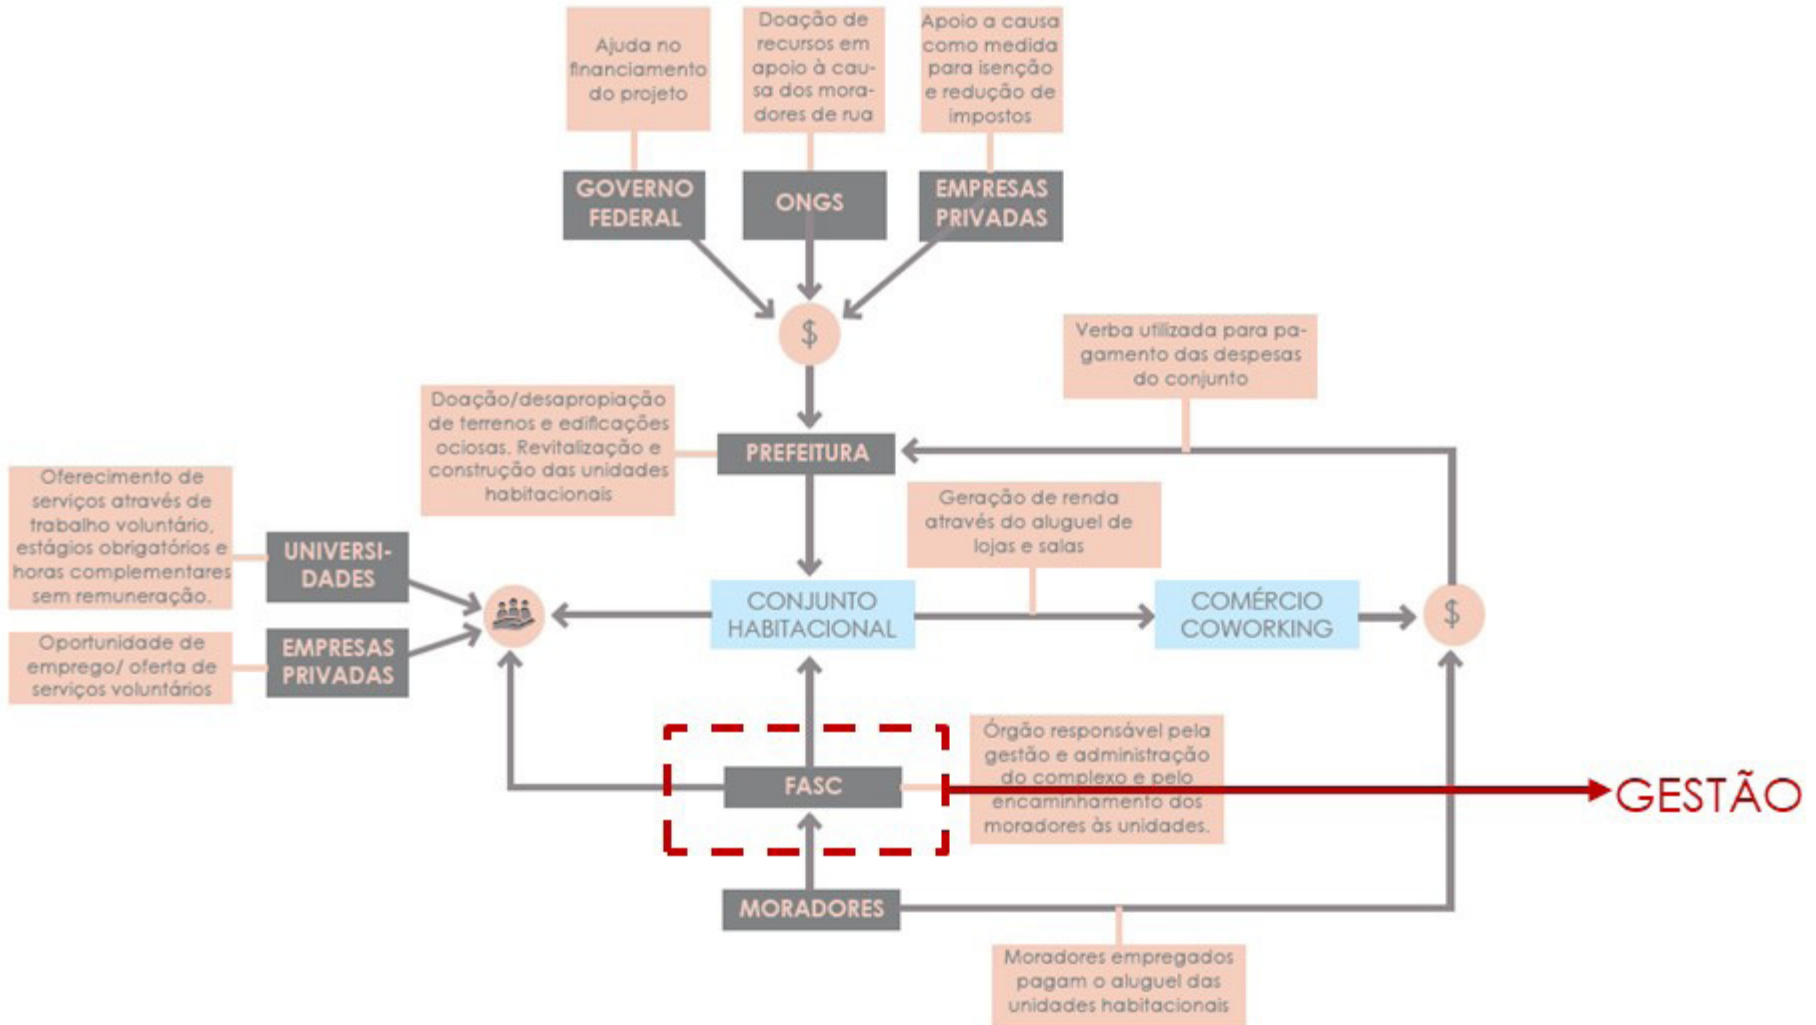 Ajuda no
financiamento
do projeto
Doação de
recursos em
apoio à cau-
sa dos mora-
dores de rua
Apoio a causa
como medida
para isenção
e redução de
impostos
GOVERNO
FEDERAL
ONGS
EMPRESAS
PRIVADAS
$
Verba utilizada para pa-
gamento das despesas
do conjunto
Doação/desapropiação
de terrenos e edificações
ociosas. Revitalização e
construção das unidades
habitacionais
PREFEITURA
Oferecimento de
serviços através de
trabalho voluntário,
estágios obrigatórios e
horas complementares
sem remuneração.
UNIVERSI-
DADES
Geração de renda
através do aluguel de
lojas e salas
CONJUNTO
HABITACIONAL
COMÉRCIO
COWORKING
$
Oportunidade de
emprego/ oferta de
serviços voluntários
EMPRESAS
PRIVADAS
FASC
Órgão responsável pela
gestão e administração
do complexo e pelo
encaminhamento dos
moradores às unidades.
GESTÃO
MORADORES
Moradores empregados
pagam o aluguel das
unidades habitacionais